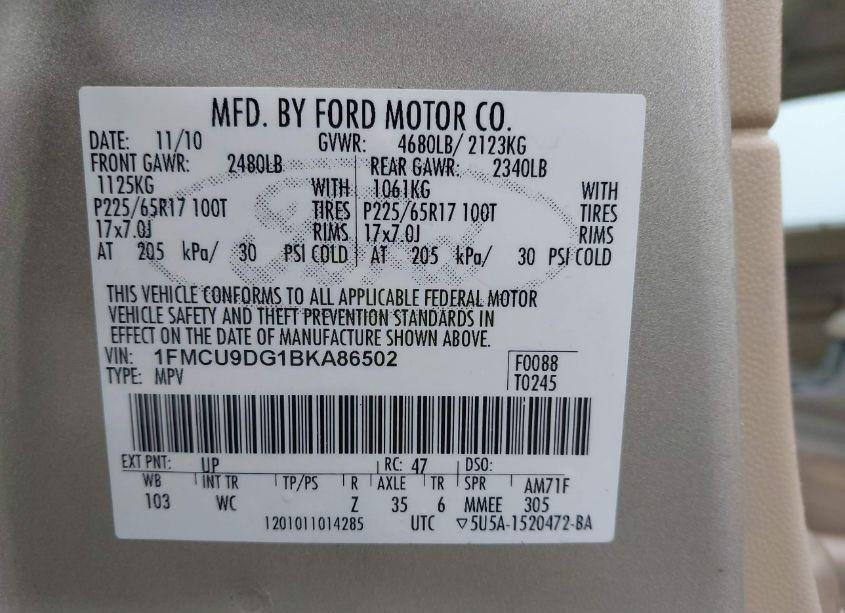 MFD. BY FORD MOTOR CO.
DATE: 11/10 GVWR: 4680LB/ 2123KG
FRONT GAWR: 2480LB REAR GAWR: 2340LB
1125KG WITH 1061KG WITH
P225/65R17 100T TIRES P225/65R17 100T TIRES
17x7.0J RIMS 17x7.0J RIMS
AT 205 kPa/ 30 PSI COLD AT 205 kPa/ 30 PSI COLD
THIS VEHICLE CONFORMS TO ALL APPLICABLE FEDERAL MOTOR
VEHICLE SAFETY AND THEFT PREVENTION STANDARDS IN
EFFECT ON THE DATE OF MANUFACTURE SHOWN ABOVE.
VIN: 1FMCU9DG1BKA86502 F0088
TYPE: MPV T0245
EXT PNT: UP RC: 47 DSO:
WB INT TR TP/PS R AXLE TR SPR AM71F
103 WC Z 35 6 MMEE 305
1201011014285 UTC ▽5U5A-1520472-BA